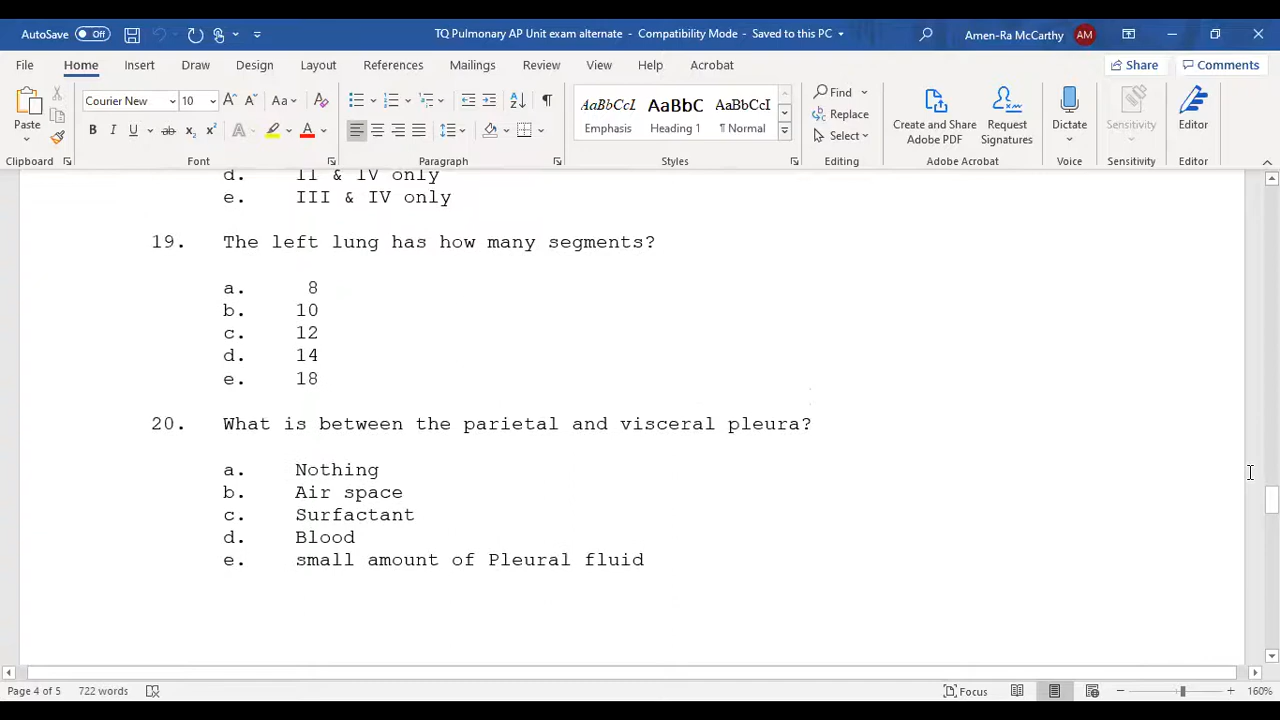 AutoSave Off TQ Pulmonary AP Unit exam alternate - Compatibility Mode - Saved to this PC Amen-Ra McCarthy AM
File Home Insert Draw Design Layout References Mailings Review View Help Acrobat Share Comments
Courier New 10 Aa AaBbCcI AaBbC AaBbCcI Find
Replace
Paste B I U ab x₂ x² A A Emphasis Heading 1 ¶ Normal Select Create and Share Adobe PDF Request Signatures Dictate Sensitivity Editor
Clipboard Font Paragraph Styles Editing Adobe Acrobat Voice Sensitivity Editor
d. II & IV only
e. III & IV only
19. The left lung has how many segments?
a. 8
b. 10
c. 12
d. 14
e. 18
20. What is between the parietal and visceral pleura?
a. Nothing
b. Air space
c. Surfactant
d. Blood
e. small amount of Pleural fluid
Page 4 of 5 722 words Focus 160%